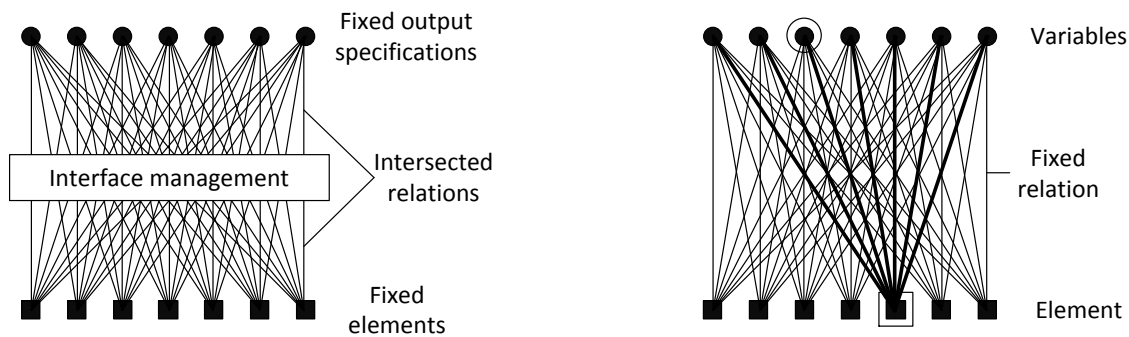 Fixed output
specifications
Interface management
Intersected
relations
Fixed
elements
Variables
Fixed
relation
Element